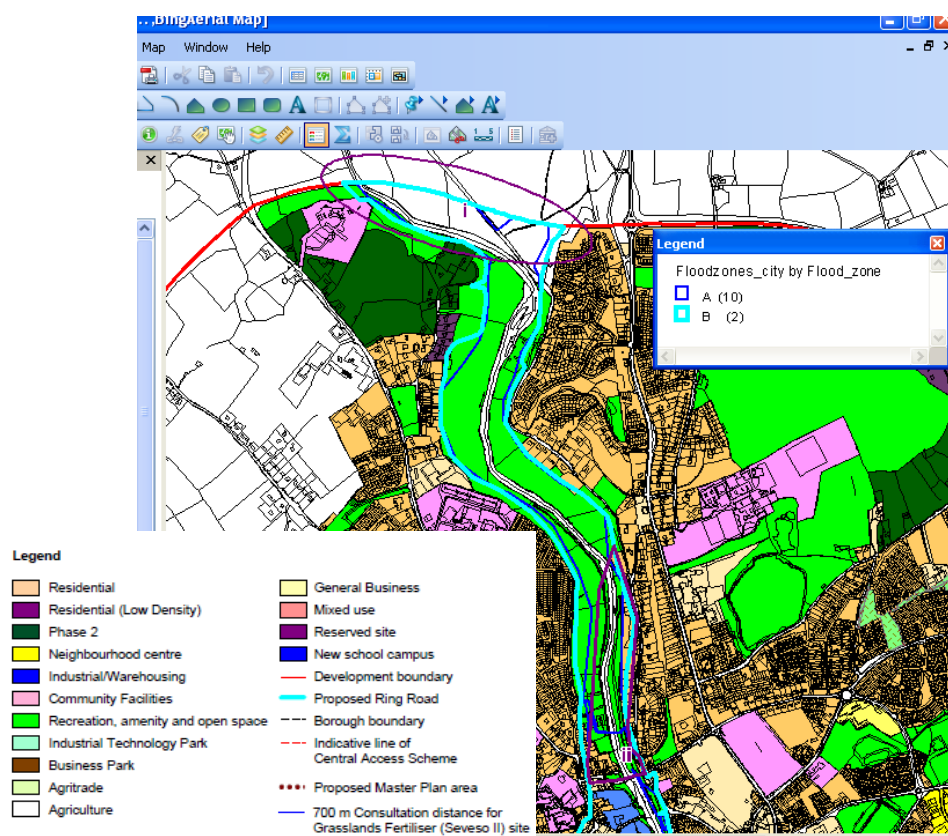 ..,BingAerial Map]
Map Window Help
i
Legend
Floodzones_city by Flood_zone
A (10)
B (2)
ii
Legend
Residential
Residential (Low Density)
Phase 2
Neighbourhood centre
Industrial/Warehousing
Community Facilities
Recreation, amenity and open space
Industrial Technology Park
Business Park
Agritrade
Agriculture
General Business
Mixed use
Reserved site
New school campus
Development boundary
Proposed Ring Road
Borough boundary
Indicative line of
Central Access Scheme
Proposed Master Plan area
700 m Consultation distance for
Grasslands Fertiliser (Seveso II) site